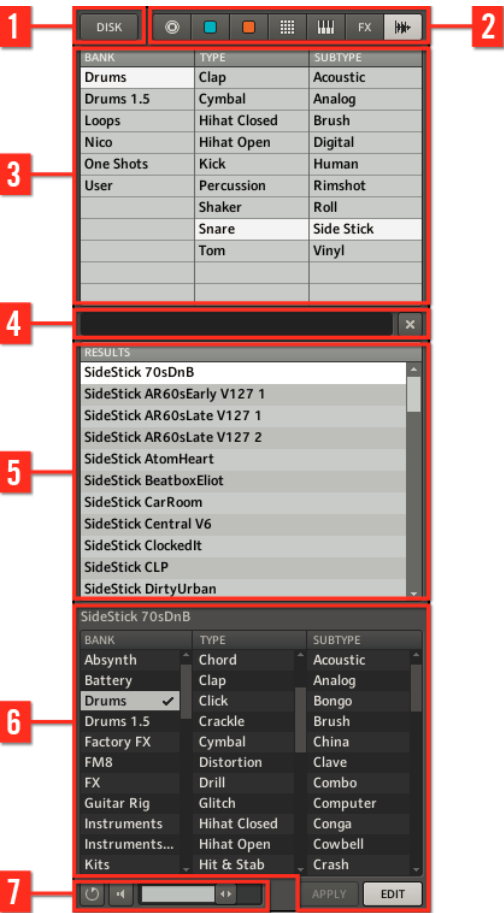 1
DISK
FX
2
BANK TYPE SUBTYPE
Drums Clap Acoustic
Drums 1.5 Cymbal Analog
Loops Hihat Closed Brush
Nico Hihat Open Digital
One Shots Kick Human
User Percussion Rimshot
Shaker Roll
Snare Side Stick
Tom Vinyl
3
4
RESULTS
SideStick 70sDnB
SideStick AR60sEarly V127 1
SideStick AR60sLate V127 1
SideStick AR60sLate V127 2
SideStick AtomHeart
SideStick BeatboxEliot
SideStick CarRoom
SideStick Central V6
SideStick ClockedIt
SideStick CLP
SideStick DirtyUrban
5
SideStick 70sDnB
BANK TYPE SUBTYPE
Absynth Chord Acoustic
Battery Clap Analog
Drums Click Bongo
Drums 1.5 Crackle Brush
Factory FX Cymbal China
FM8 Distortion Clave
FX Drill Combo
Guitar Rig Glitch Computer
Instruments Hihat Closed Conga
Instruments... Hihat Open Cowbell
Kits Hit & Stab Crash
6
7
APPLY EDIT